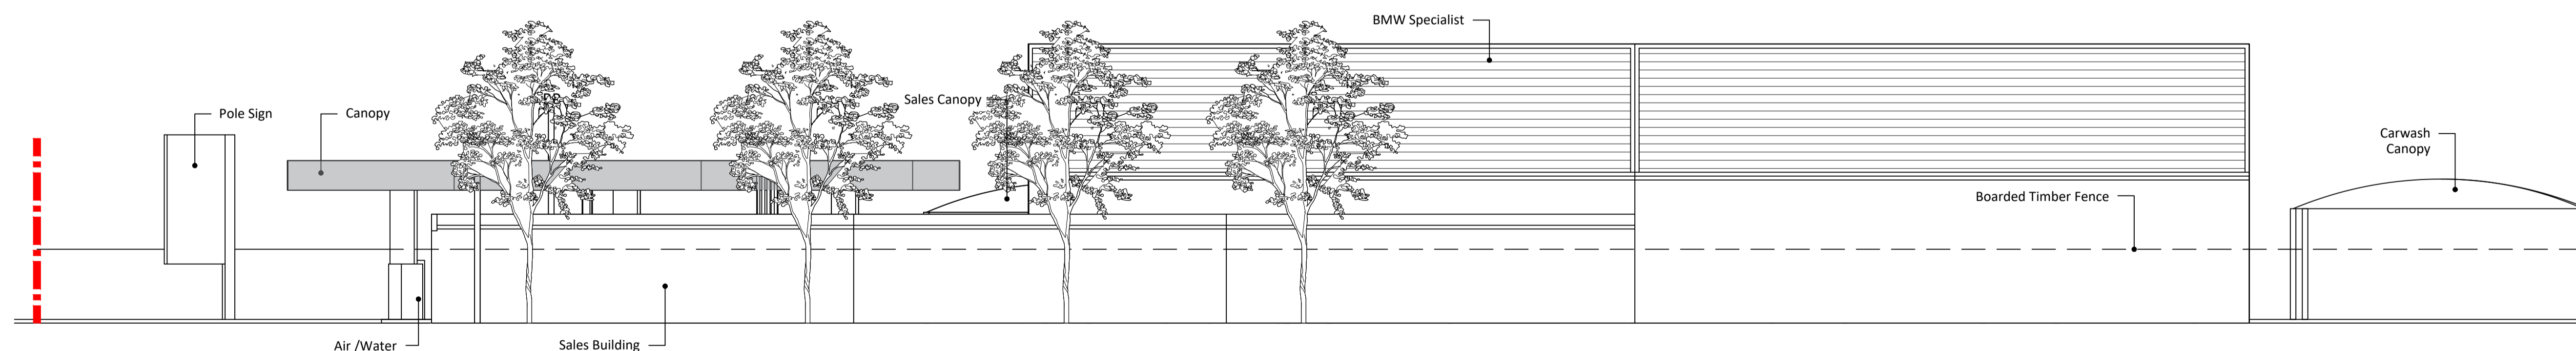 BMW Specialist
Pole Sign
Canopy
Sales Canopy
Carwash
Canopy
Boarded Timber Fence
Air /Water
Sales Building